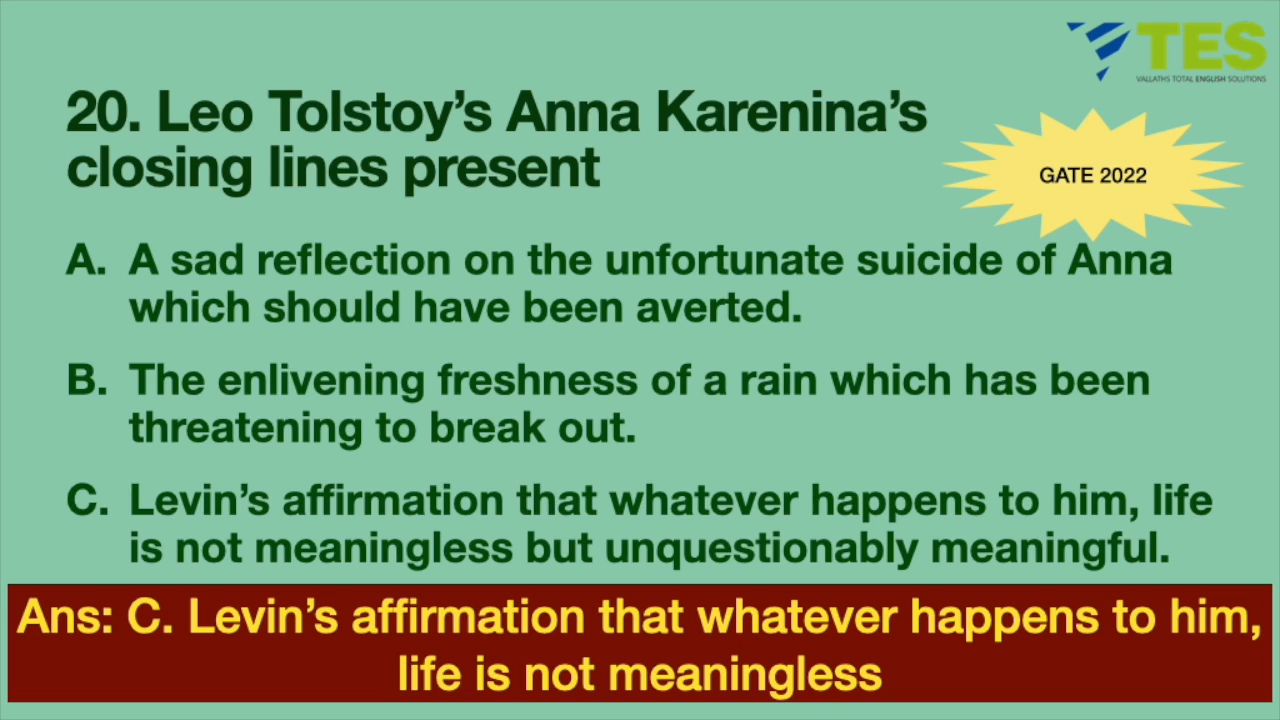 TES
VALLATHS TOTAL ENGLISH SOLUTIONS
20. Leo Tolstoy’s Anna Karenina’s
closing lines present
GATE 2022
A. A sad reflection on the unfortunate suicide of Anna
which should have been averted.
B. The enlivening freshness of a rain which has been
threatening to break out.
C. Levin’s affirmation that whatever happens to him, life
is not meaningless but unquestionably meaningful.
Ans: C. Levin’s affirmation that whatever happens to him,
life is not meaningless